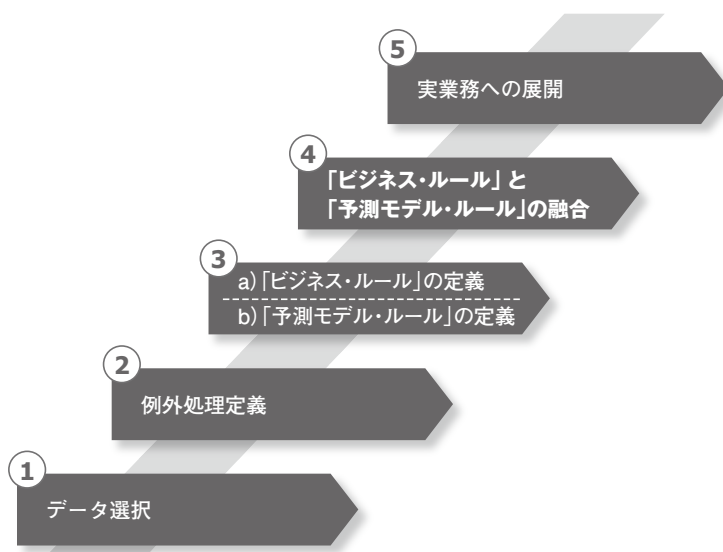 5
実業務への展開
4
「ビジネス・ルール」と
「予測モデル・ルール」の融合
3
a)「ビジネス・ルール」の定義
b)「予測モデル・ルール」の定義
2
例外処理定義
1
データ選択